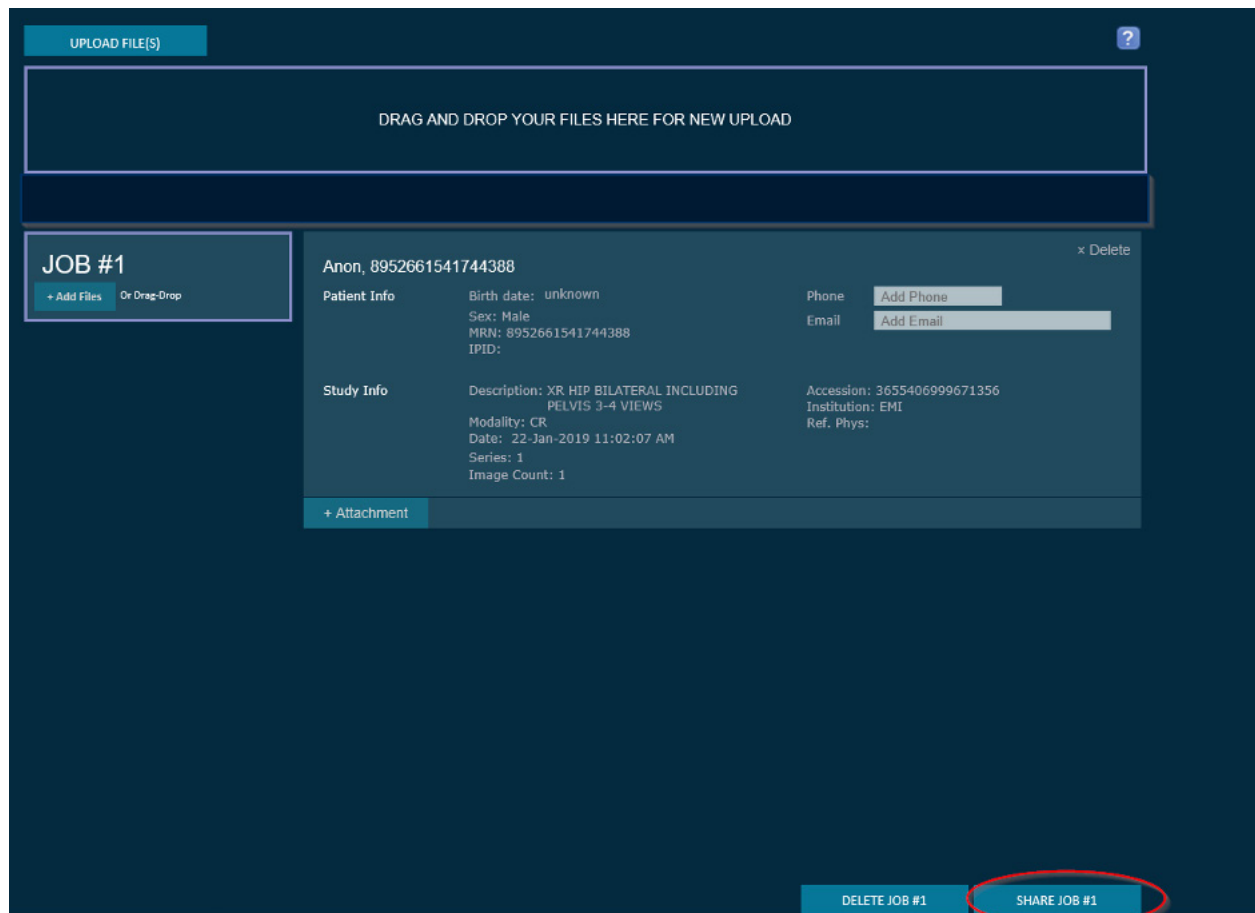 UPLOAD FILE(S)
?
DRAG AND DROP YOUR FILES HERE FOR NEW UPLOAD
JOB #1
+ Add Files Or Drag-Drop
x Delete
Anon, 8952661541744388
Patient Info
Birth date: unknown
Sex: Male
MRN: 8952661541744388
IPID:
Phone Add Phone
Email Add Email
Study Info
Description: XR HIP BILATERAL INCLUDING
PELVIS 3-4 VIEWS
Modality: CR
Date: 22-Jan-2019 11:02:07 AM
Series: 1
Image Count: 1
Accession: 3655406999671356
Institution: EMI
Ref. Phys:
+ Attachment
DELETE JOB #1
SHARE JOB #1